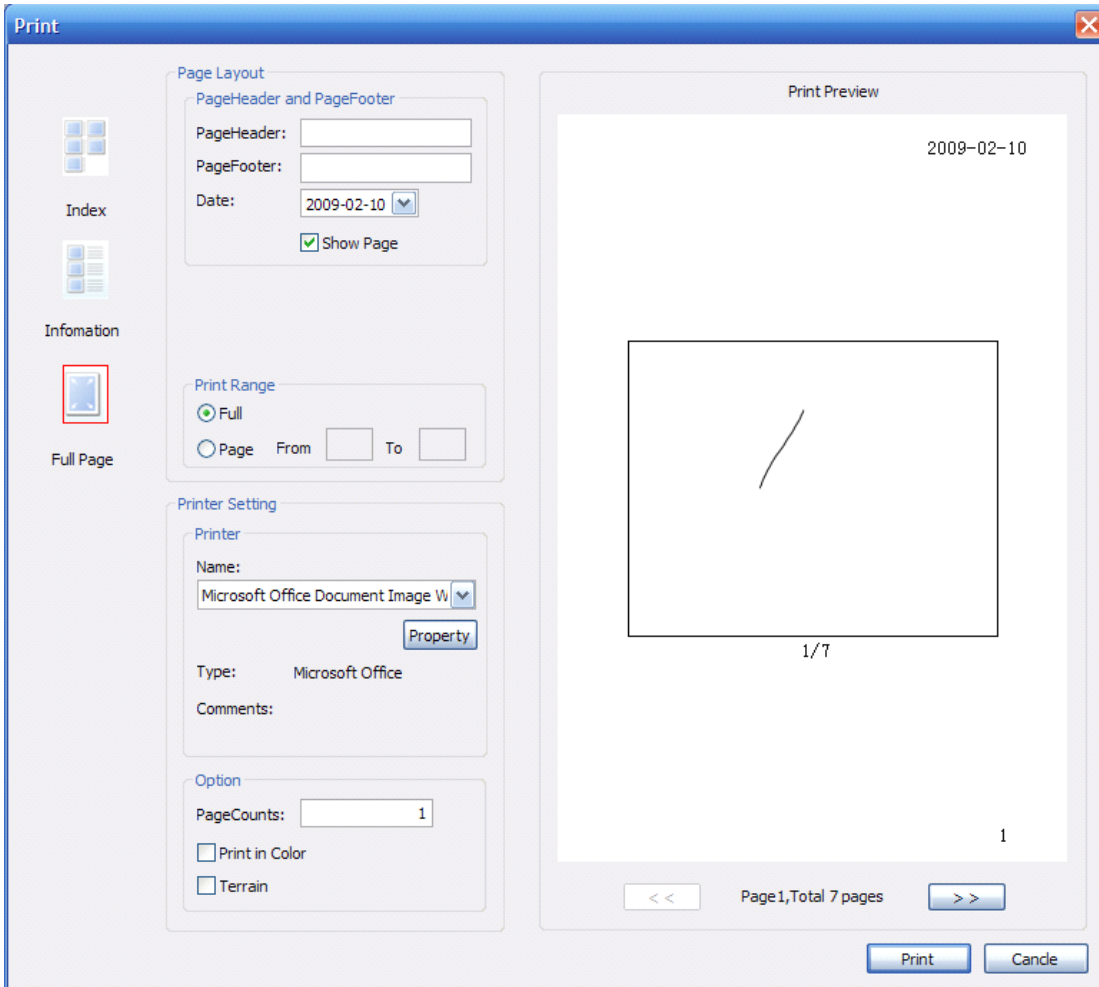 Print
Index
Infomation
Full Page
Page Layout
PageHeader and PageFooter
PageHeader:
PageFooter:
Date: 2009-02-10
Show Page
Print Range
Full
Page From To
Printer Setting
Printer
Name:
Microsoft Office Document Image W
Property
Type: Microsoft Office
Comments:
Option
PageCounts: 1
Print in Color
Terrain
Print Preview
2009-02-10
1/7
1
<< Page1,Total 7 pages >>
Print Cancle